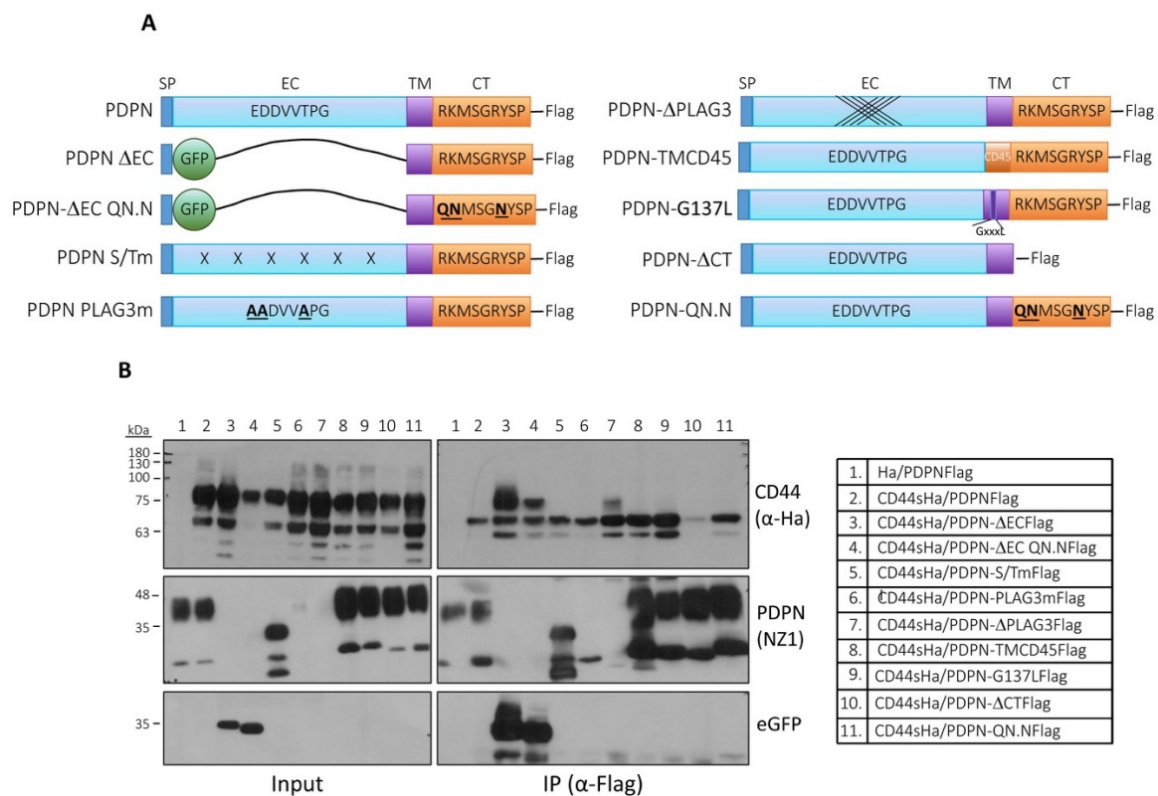 A
SP EC TM CT
PDPN EDDVVTPG RKMSGRYSP Flag
PDPN ΔEC GFP RKMSGRYSP Flag
PDPN-ΔEC QN.N GFP QNMSGNYSP Flag
PDPN S/Tm X X X X X X RKMSGRYSP Flag
PDPN PLAG3m AADVVAPG RKMSGRYSP Flag
SP EC TM CT
PDPN-ΔPLAG3 RKMSGRYSP Flag
PDPN-TMCD45 EDDVVTPG CD45 RKMSGRYSP Flag
PDPN-G137L EDDVVTPG RKMSGRYSP Flag
GxxxL
PDPN-ΔCT EDDVVTPG Flag
PDPN-QN.N EDDVVTPG QNMSGNYSP Flag
B
kDa 1 2 3 4 5 6 7 8 9 10 11 1 2 3 4 5 6 7 8 9 10 11
180
130
100
75
63
CD44
(α-Ha)
48
35
PDPN
(NZ1)
35
eGFP
Input IP (α-Flag)
1. Ha/PDPNFlag
2. CD44sHa/PDPNFlag
3. CD44sHa/PDPN-ΔECFlag
4. CD44sHa/PDPN-ΔEC QN.NFlag
5. CD44sHa/PDPN-S/TmFlag
6. CD44sHa/PDPN-PLAG3mFlag
7. CD44sHa/PDPN-ΔPLAG3Flag
8. CD44sHa/PDPN-TMCD45Flag
9. CD44sHa/PDPN-G137LFlag
10. CD44sHa/PDPN-ΔCTFlag
11. CD44sHa/PDPN-QN.NFlag